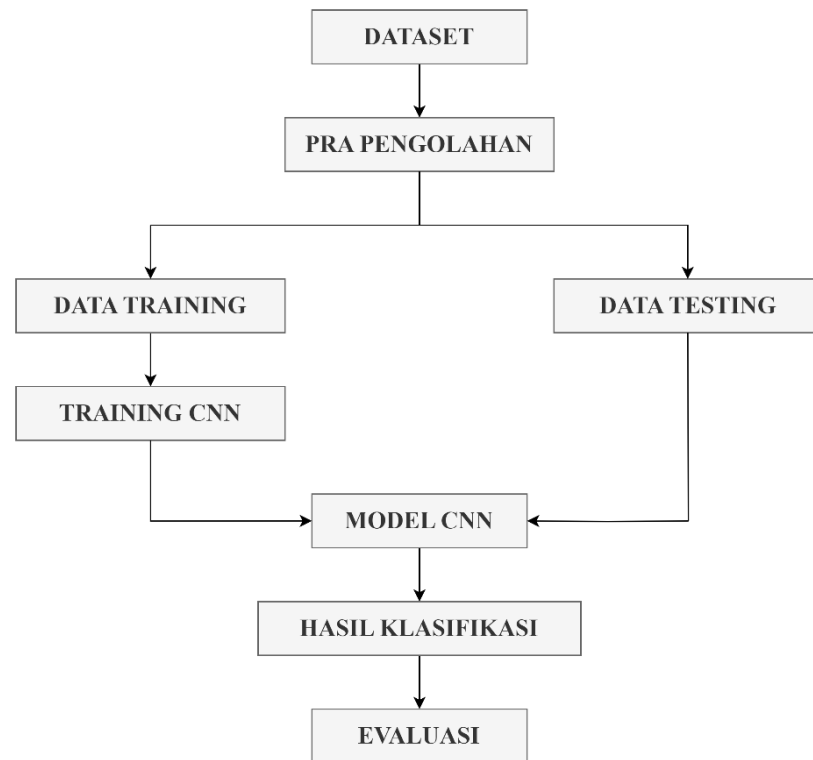 DATASET
PRA PENGOLAHAN
DATA TRAINING
DATA TESTING
TRAINING CNN
MODEL CNN
HASIL KLASIFIKASI
EVALUASI